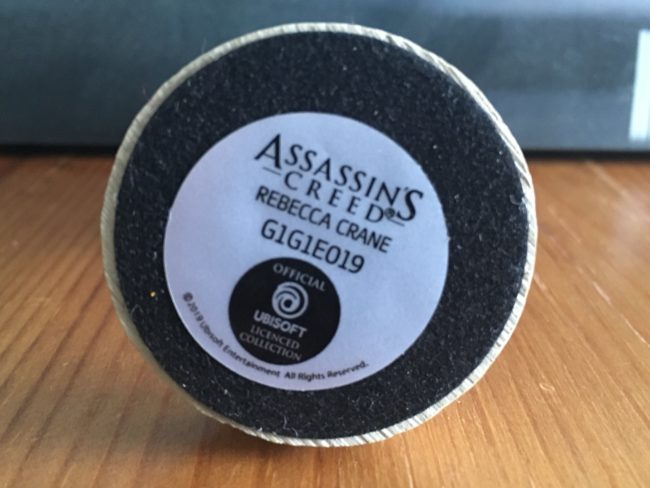 ASSASSIN'S
CREED®
REBECCA CRANE
G1G1E019
OFFICIAL
UBISOFT
LICENCED
COLLECTION
© 2019 Ubisoft Entertainment All Rights Reserved.